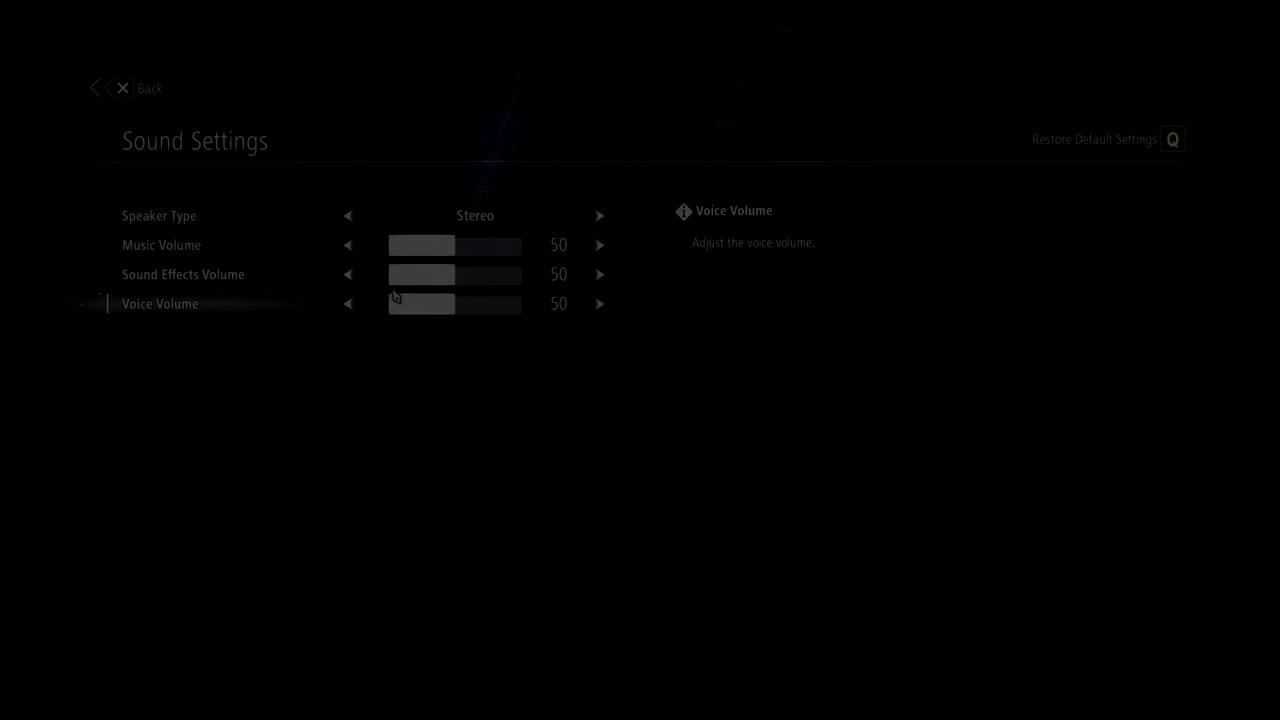 Back
Sound Settings
Restore Default Settings Q
Speaker Type Stereo
Music Volume 50
Sound Effects Volume 50
Voice Volume 50
Voice Volume
Adjust the voice volume.